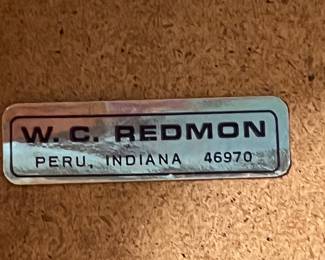 W. C. REDMON
PERU, INDIANA 46970